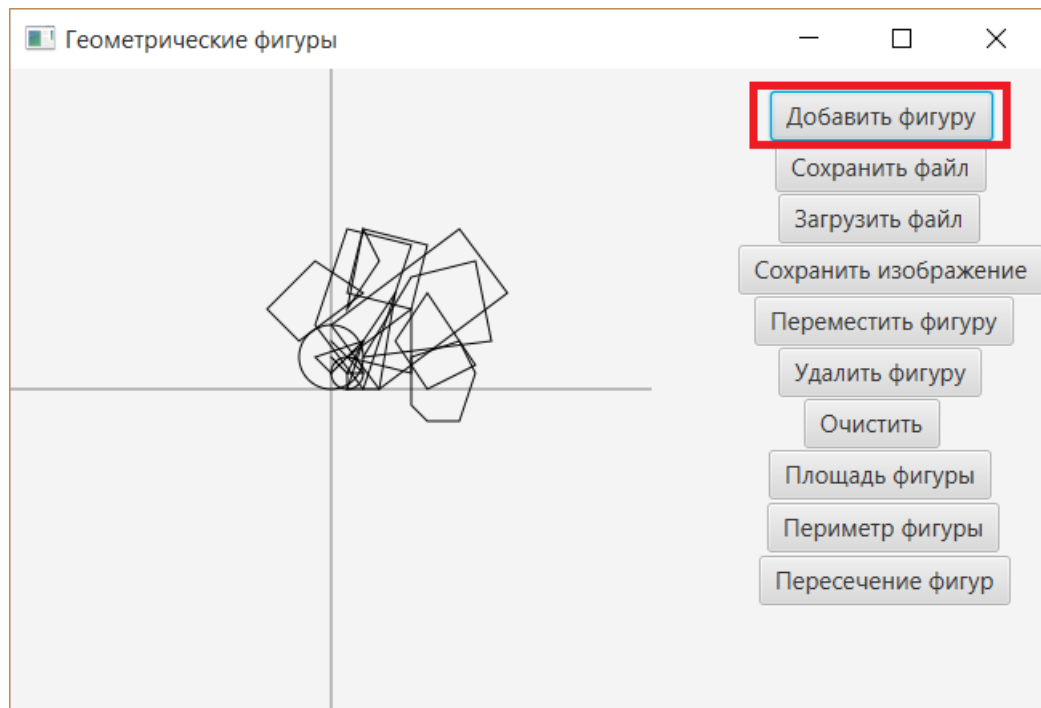 Геометрические фигуры
Добавить фигуру
Сохранить файл
Загрузить файл
Сохранить изображение
Переместить фигуру
Удалить фигуру
Очистить
Площадь фигуры
Периметр фигуры
Пересечение фигур